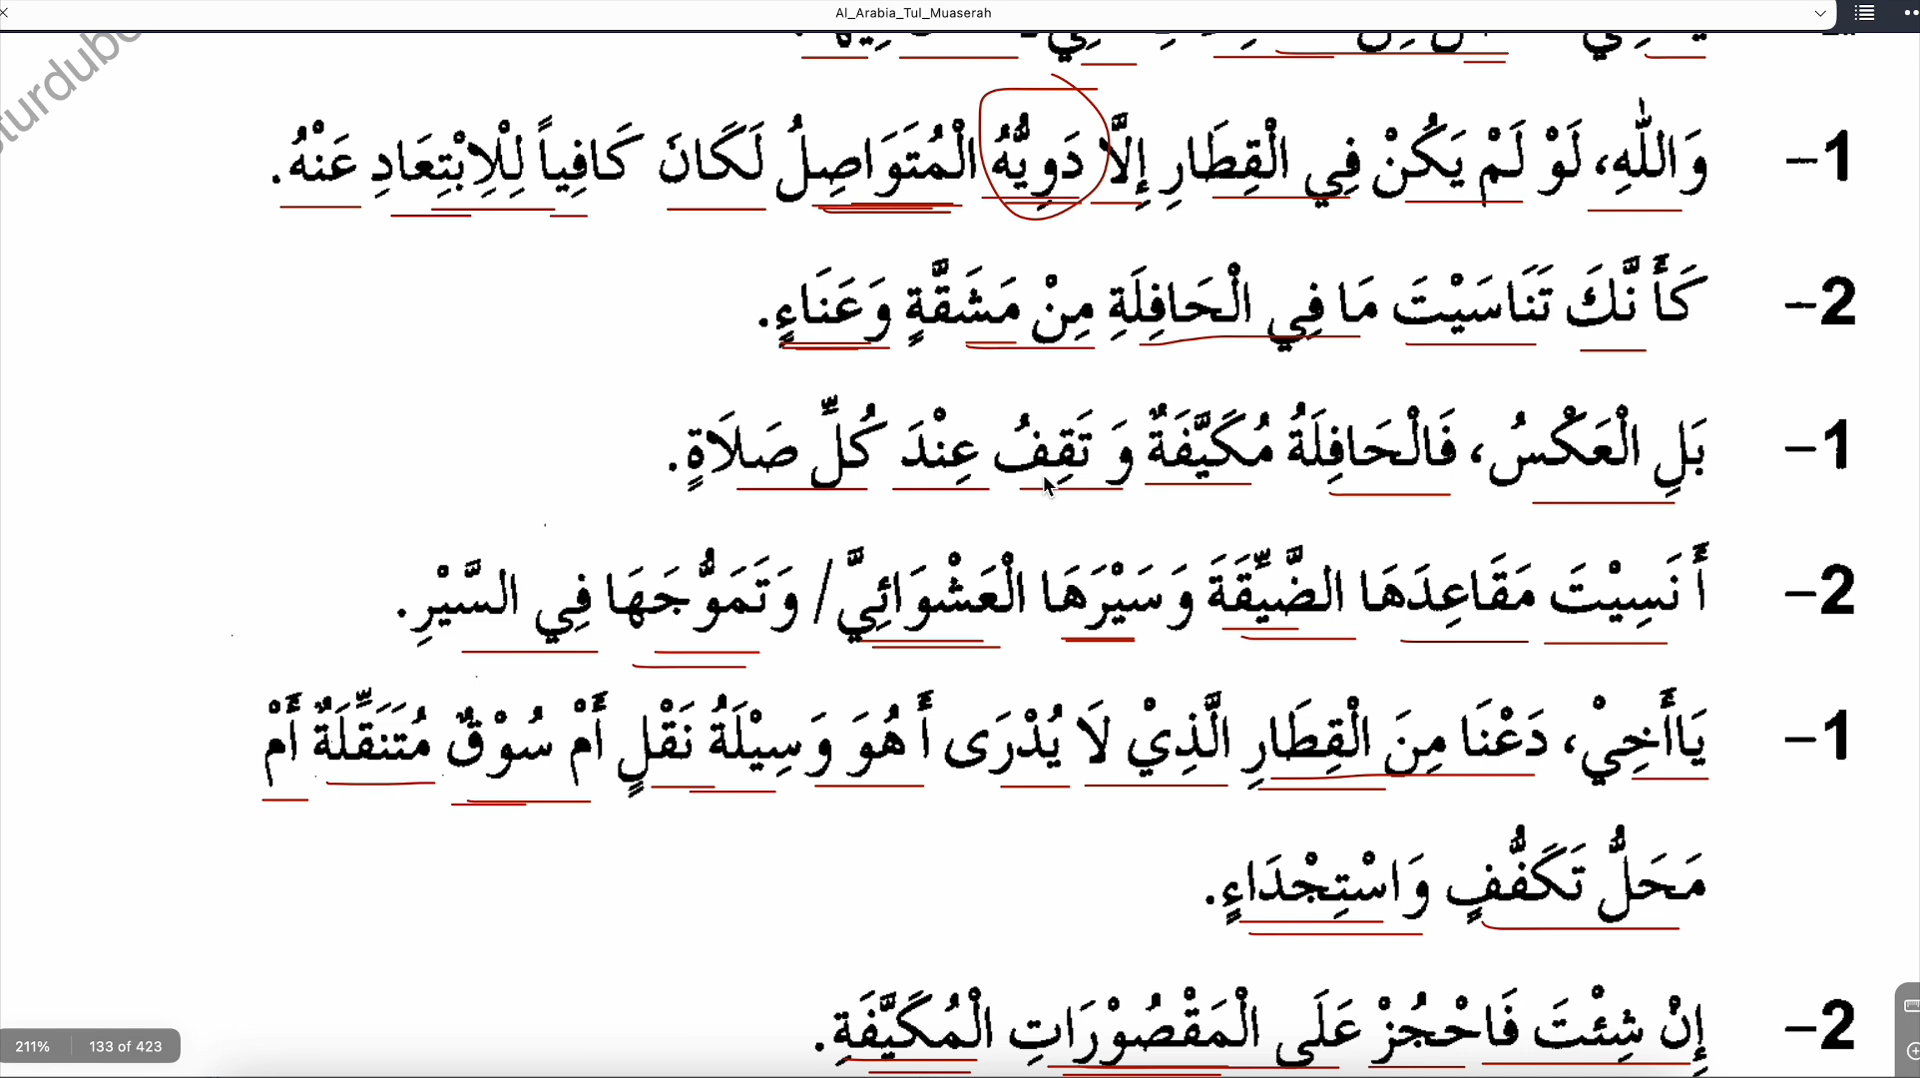 Al_Arabia_Tul_Muaserah
1– وَاللّٰهِ، لَوْ لَمْ يَكُنْ فِي الْقِطَارِ إِلَّا دَوِيُّهُ الْمُتَوَاصِلُ لَكَانَ كَافِياً لِلْاِبْتِعَادِ عَنْهُ.
2– كَأَ نَّكَ تَنَاسَيْتَ مَا فِي الْحَافِلَةِ مِنْ مَشَقَّةٍ وَعَنَاءٍ.
1– بَلِ الْعَكْسُ، فَالْحَافِلَةُ مُكَيَّفَةٌ وَ تَقِفُ عِنْدَ كُلِّ صَلَاةٍ.
2– أَ نَسِيْتَ مَقَاعِدَهَا الضَّيِّقَةَ وَسَيْرَهَا الْعَشْوَائِيَّ/ وَتَمَوُّجَهَا فِي السَّيْرِ.
1– يَاأَخِيْ، دَعْنَا مِنَ الْقِطَارِ الَّذِيْ لَا يُدْرَى أَ هُوَ وَسِيْلَةُ نَقْلٍ أَمْ سُوْقٌ مُتَنَقِّلَةٌ أَمْ
مَحَلُّ تَكَفُّفٍ وَاسْتِجْدَاءٍ.
2– إِنْ شِئْتَ فَاحْجُزْ عَلَى الْمَقْصُوْرَاتِ الْمُكَيَّفَةِ.
211% 133 of 423